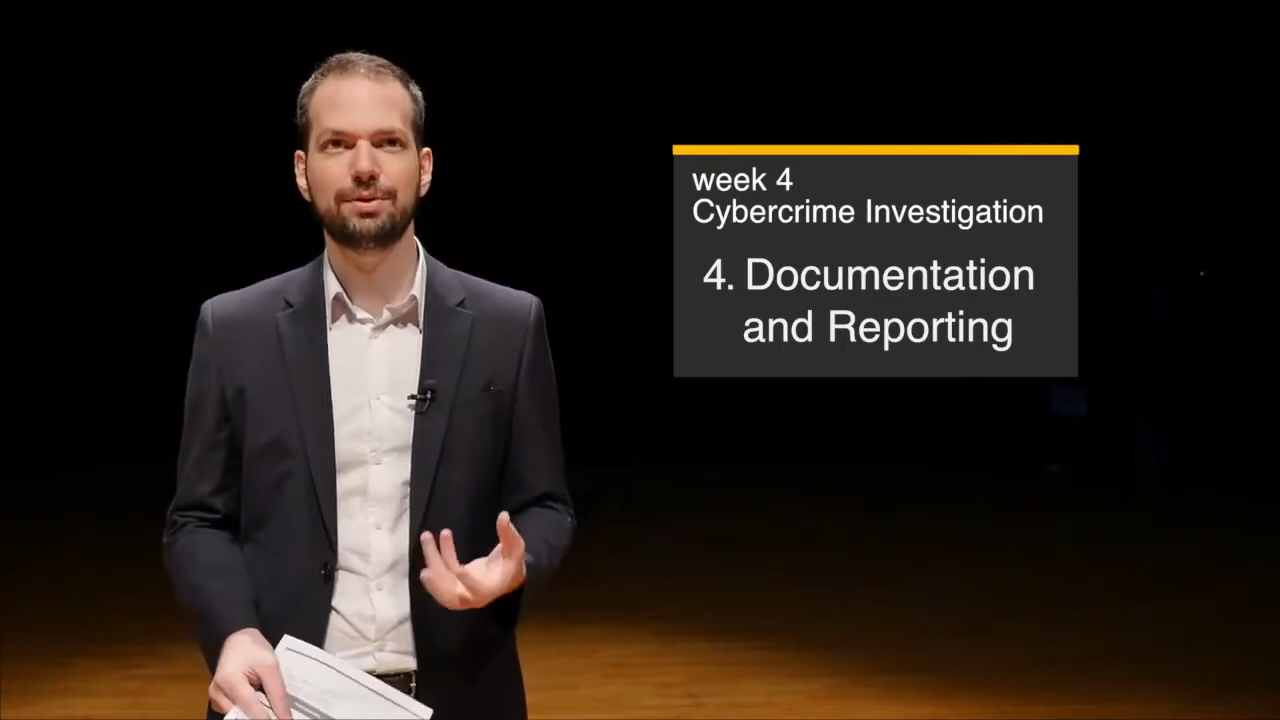 week 4
Cybercrime Investigation
4. Documentation
and Reporting